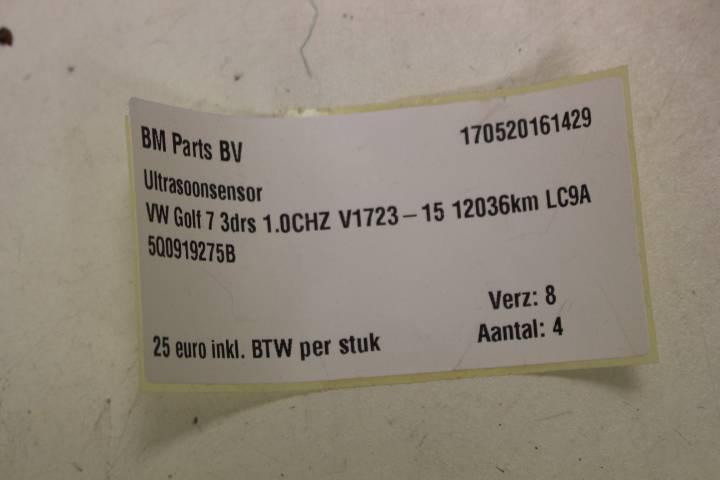 BM Parts BV 170520161429
Ultrasoonsensor
VW Golf 7 3drs 1.0CHZ V1723-15 12036km LC9A
5Q0919275B
Verz: 8
Aantal: 4
25 euro inkl. BTW per stuk